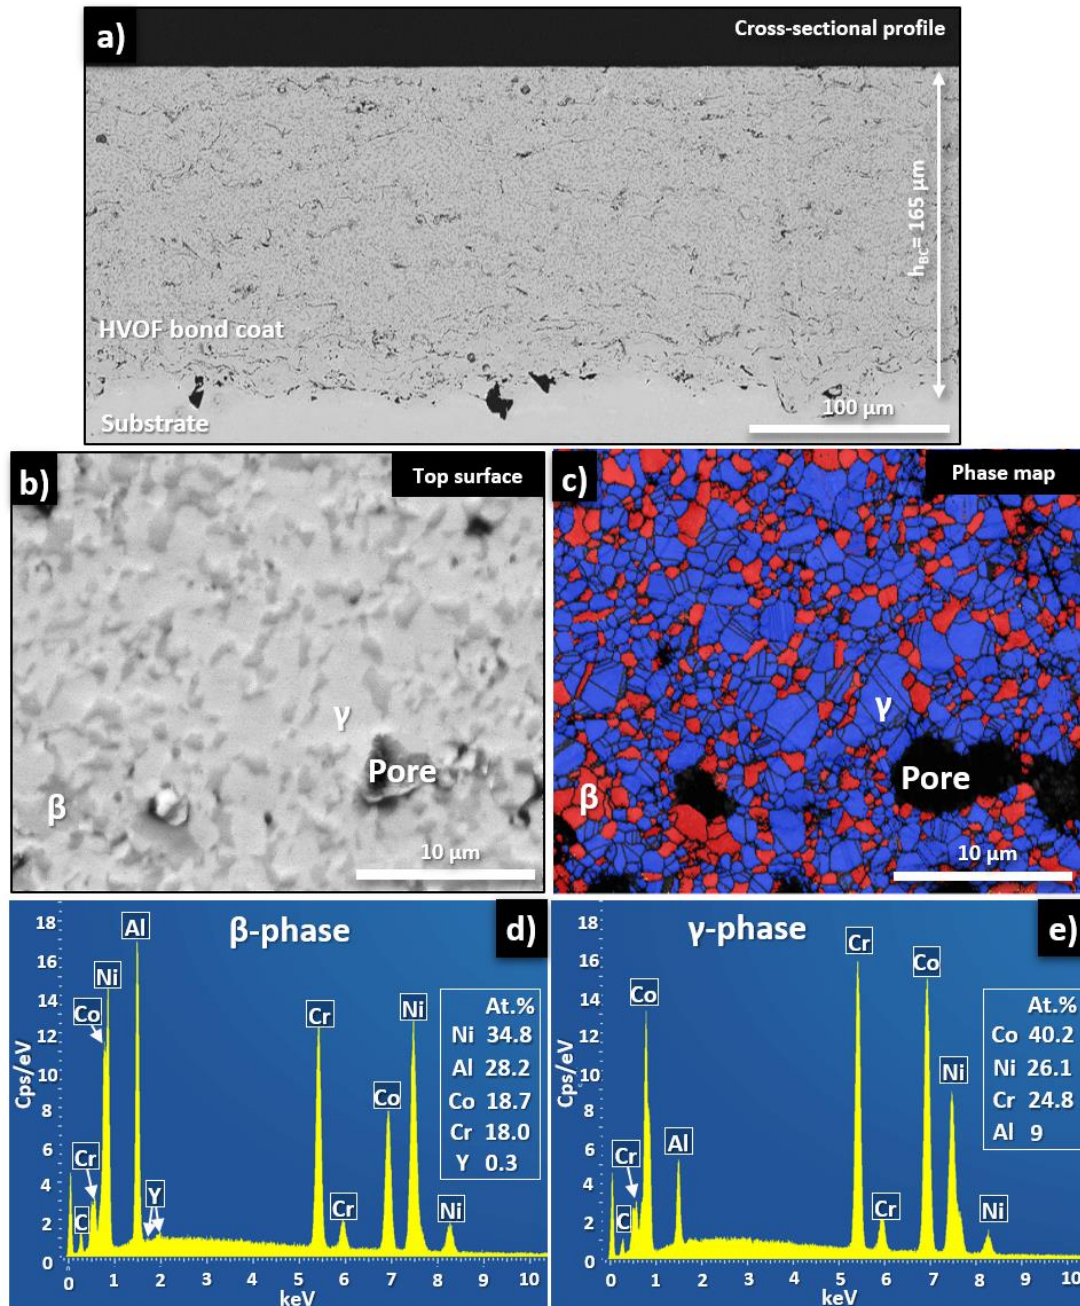 a)
Cross-sectional profile
h_BC= 165 μm
HVOF bond coat
Substrate
100 μm
b)
Top surface
γ
Pore
β
10 μm
c)
Phase map
γ
Pore
β
10 μm
d)
β-phase
Al
Ni
Co
Cr
C
Y
Cr
Cr
Co
Ni
Ni
At.%
Ni 34.8
Al 28.2
Co 18.7
Cr 18.0
Y 0.3
Cps/eV
18
16
14
12
10
8
6
4
2
0
0 1 2 3 4 5 6 7 8 9 10
keV
e)
γ-phase
Co
Cr
C
Al
Cr
Cr
Co
Ni
Ni
At.%
Co 40.2
Ni 26.1
Cr 24.8
Al 9
Cps/eV
18
16
14
12
10
8
6
4
2
0
0 1 2 3 4 5 6 7 8 9 10
keV